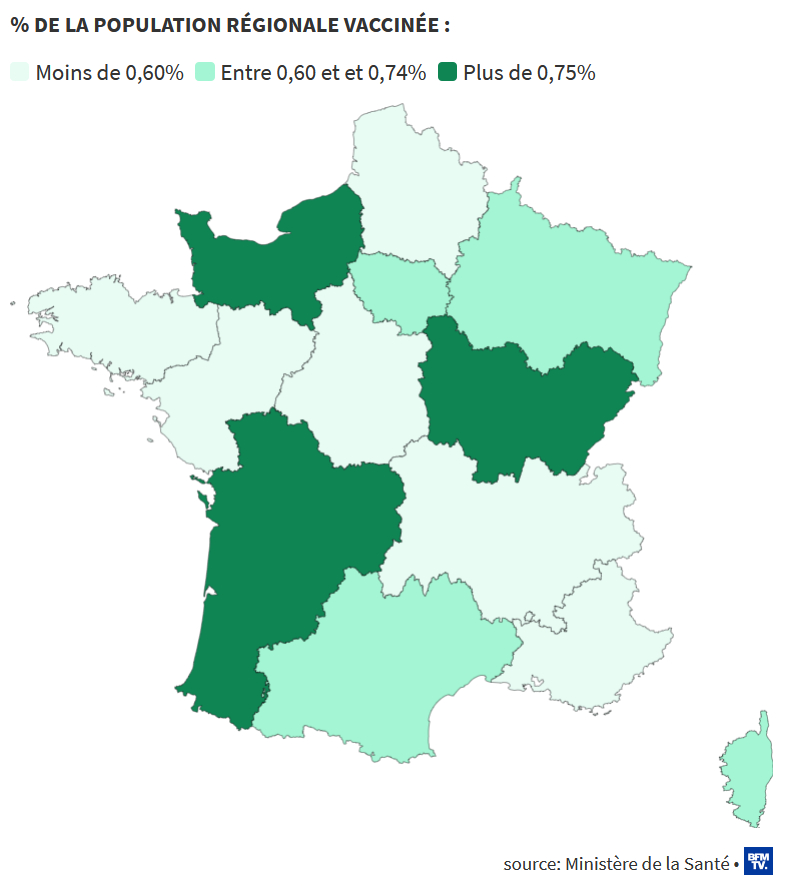 % DE LA POPULATION RÉGIONALE VACCINÉE :
Moins de 0,60% Entre 0,60 et et 0,74% Plus de 0,75%
source: Ministère de la Santé • BFM
TV.